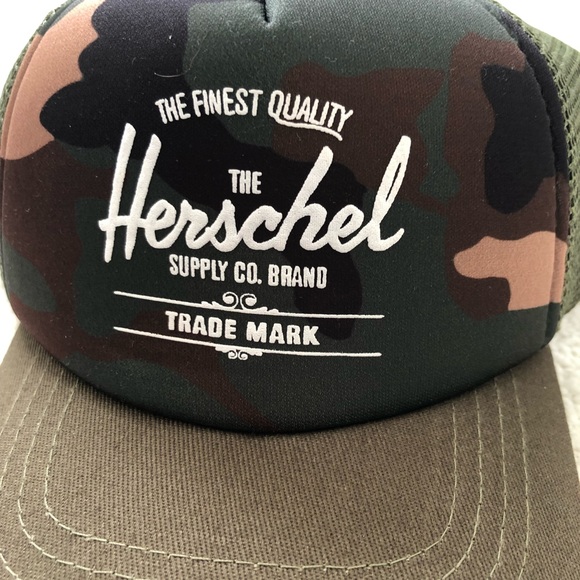 THE FINEST QUALITY
THE
Herschel
SUPPLY CO. BRAND
TRADE MARK